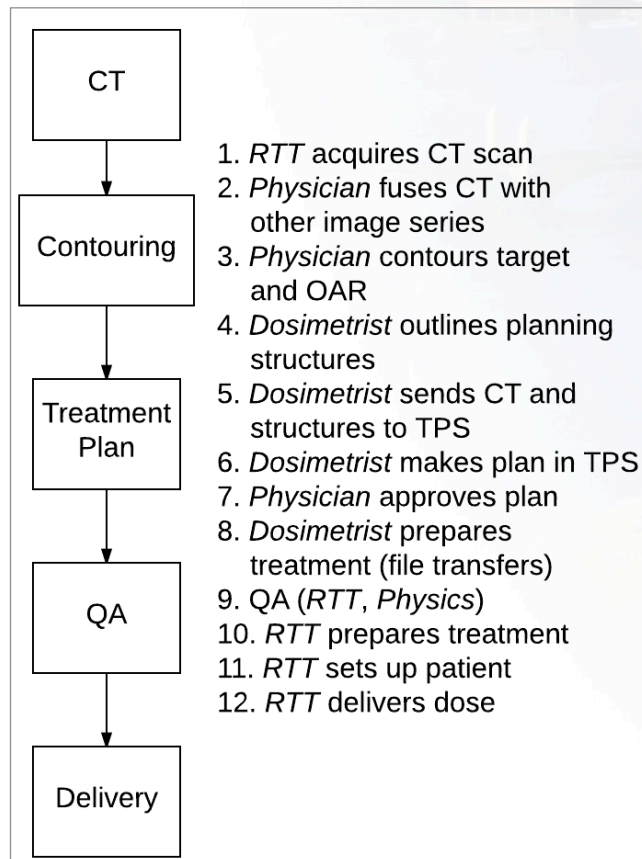 CT
Contouring
Treatment
Plan
QA
Delivery
1. RTT acquires CT scan
2. Physician fuses CT with
other image series
3. Physician contours target
and OAR
4. Dosimetrist outlines planning
structures
5. Dosimetrist sends CT and
structures to TPS
6. Dosimetrist makes plan in TPS
7. Physician approves plan
8. Dosimetrist prepares
treatment (file transfers)
9. QA (RTT, Physics)
10. RTT prepares treatment
11. RTT sets up patient
12. RTT delivers dose